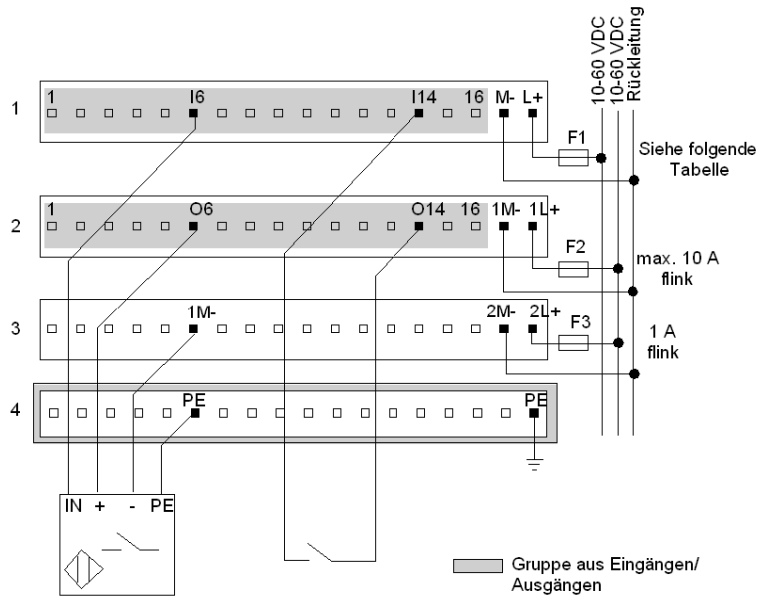 10-60 VDC
10-60 VDC
Rückleitung
1 1 I6 I14 16 M- L+
F1
Siehe folgende
Tabelle
2 1 O6 O14 16 1M- 1L+
F2
max. 10 A
flink
3 1M- 2M- 2L+
F3
1 A
flink
4 PE PE
IN + - PE
Gruppe aus Eingängen/
Ausgängen